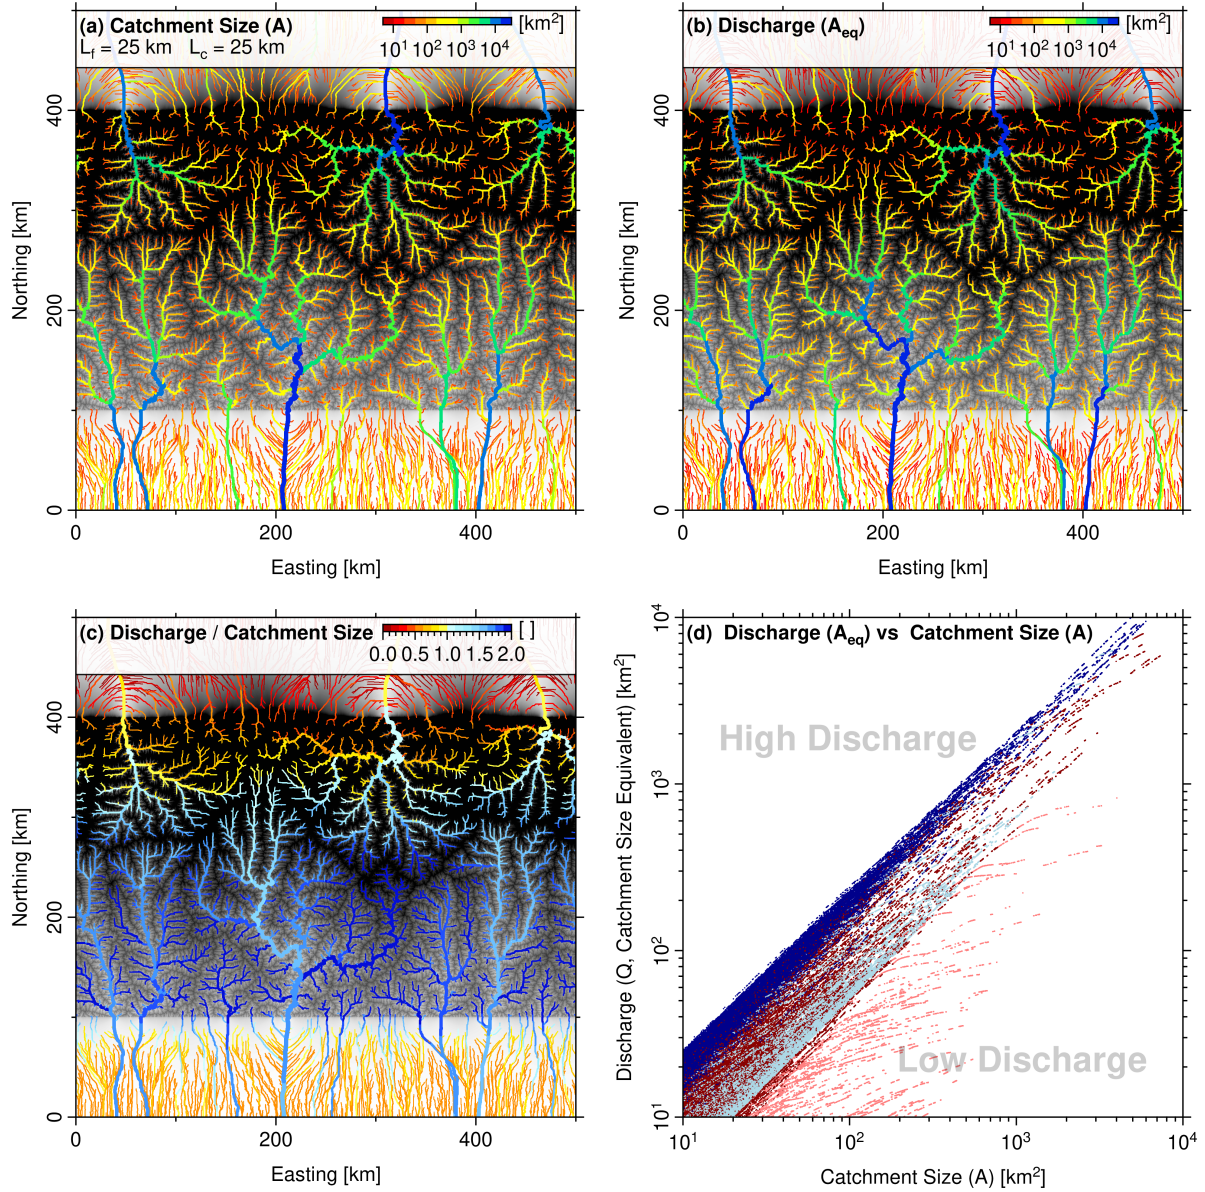 (a) Catchment Size (A) [km²]
L_f = 25 km L_c = 25 km 10¹ 10² 10³ 10⁴
400
200
0
Northing [km]
0 200 400
Easting [km]
(b) Discharge (A_eq) [km²]
10¹ 10² 10³ 10⁴
400
200
0
Northing [km]
0 200 400
Easting [km]
(c) Discharge / Catchment Size [ ]
0.0 0.5 1.0 1.5 2.0
400
200
0
Northing [km]
0 200 400
Easting [km]
(d) Discharge (A_eq) vs Catchment Size (A)
High Discharge
Low Discharge
10⁴
10³
10²
10¹
Discharge (Q, Catchment Size Equivalent) [km²]
10¹ 10² 10³ 10⁴
Catchment Size (A) [km²]